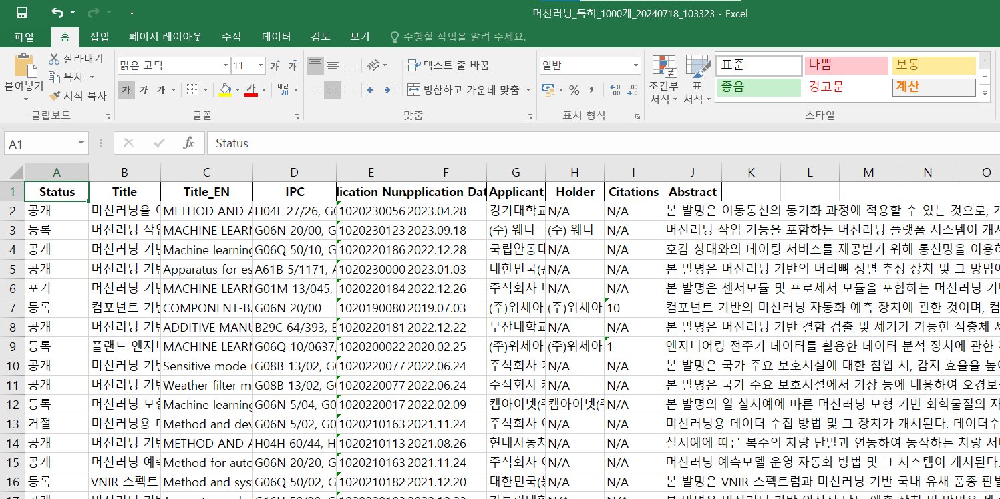 머신러닝_특허_1000개_20240718_103323 - Excel
파일 홈 삽입 페이지 레이아웃 수식 데이터 검토 보기 수행할 작업을 알려 주세요.
붙여넣기 잘라내기 복사 서식 복사 클립보드
맑은 고딕 11 가 가 가 가 가 가 내천 글꼴
텍스트 줄 바꿈 병합하고 가운데 맞춤 맞춤
일반 % , .00 .00 표시 형식
조건부 서식 표 서식 표준 나쁨 보통 좋음 경고문 계산 스타일
A1 fx Status
A B C D E F G H I J K L M N O
1 Status Title Title_EN IPC lication Nun pplication Dat Applicant Holder Citations Abstract
2 공개 머신러닝을 METHOD AND H04L 27/26, 1020230056 2023.04.28 경기대학교 N/A N/A 본 발명은 이동통신의 동기화 과정에 적용할 수 있는 것으로,
3 등록 머신러닝 작업 MACHINE LEARN G06N 20/00, G 1020230123 2023.09.18 (주) 웨다 (주) 웨다 N/A 머신러닝 작업 기능을 포함하는 머신러닝 플랫폼 시스템이 개시
4 공개 머신러닝 기반 Machine learning G06Q 50/10, G 1020220186 2022.12.28 국립안동대 N/A N/A 호감 상대와의 데이팅 서비스를 제공받기 위해 통신망을 이용하
5 공개 머신러닝 기반 Apparatus for es A61B 5/1171, 1020230000 2023.01.03 대한민국( N/A N/A 본 발명은 머신러닝 기반의 머리뼈 성별 추정 장치 및 그 방법에
6 포기 머신러닝 기반 MACHINE LEARN G01M 13/045, 1020220184 2022.12.26 주식회사 N/A N/A 본 발명은 센서모듈 및 프로세서 모듈을 포함하는 머신러닝 기반
7 등록 컴포넌트 기반 COMPONENT-BA G06N 20/00 1020190080 2019.07.03 (주)위세아 (주)위세아 10 컴포넌트 기반의 머신러닝 자동화 예측 장치에 관한 것이며,
8 공개 머신러닝 기반 ADDITIVE MANU B29C 64/393, 1020220181 2022.12.22 부산대학교 N/A N/A 본 발명은 머신러닝 기반 결함 검출 및 제거가 가능한 적층체
9 등록 플랜트 엔지니 MACHINE LEARN G06Q 10/0637, 1020200022 2020.02.25 (주)위세아 (주)위세아 1 엔지니어링 전주기 데이터를 활용한 데이터 분석 장치에 관한
10 공개 머신러닝 기반 Sensitive mode G08B 13/02, G 1020220077 2022.06.24 주식회사 N/A N/A 본 발명은 국가 주요 보호시설에 대한 침입 시, 감지 효율을 높이
11 공개 머신러닝 기반 Weather filter m G08B 13/02, G 1020220077 2022.06.24 주식회사 N/A N/A 본 발명은 국가 주요 보호시설에서 기상 등에 대응하여 오경보
12 등록 머신러닝 모형 Machine learning G06N 5/04, G0 1020220017 2022.02.09 켐아이넷(주 켐아이넷(주 N/A 본 발명의 일 실시예에 따른 머신러닝 모형 기반 화학물질의
13 거절 머신러닝용 Method and dev G06N 5/02, G0 1020210163 2021.11.24 주식회사 N/A N/A 머신러닝용 데이터 수집 방법 및 그 장치가 개시된다. 데이터수
14 공개 머신러닝 기반 METHOD AND H04H 60/44, H 1020210113 2021.08.26 현대자동차 N/A N/A 실시예에 따른 복수의 차량 단말과 연동하여 동작하는 차량
15 공개 머신러닝 예측 Method for auto G06N 20/20, G 1020210163 2021.11.24 주식회사 N/A N/A 머신러닝 예측모델 운영 자동화 방법 및 그 시스템이 개시된다.
16 등록 VNIR 스펙트 Method and sys G06Q 50/02, G 1020210182 2021.12.20 대한민국( N/A N/A 본 발명은 VNIR 스펙트럼과 머신러닝 기반 국내 유채 품종 판별